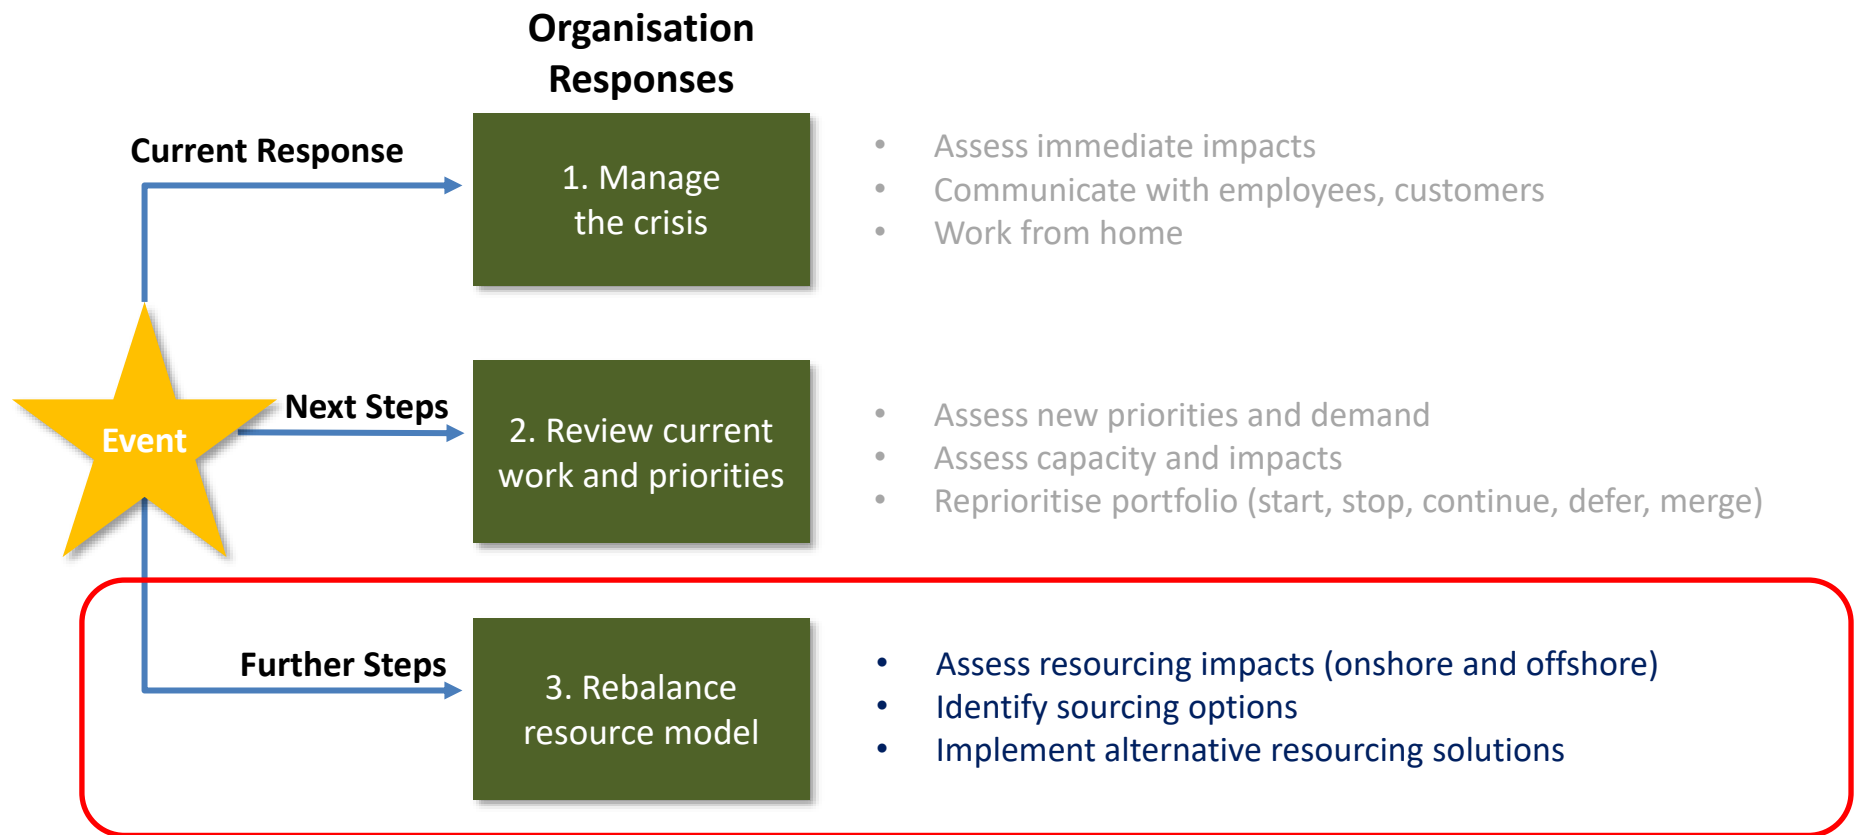 Organisation
Responses
Current Response
1. Manage
the crisis
• Assess immediate impacts
• Communicate with employees, customers
• Work from home
Event
Next Steps
2. Review current
work and priorities
• Assess new priorities and demand
• Assess capacity and impacts
• Reprioritise portfolio (start, stop, continue, defer, merge)
Further Steps
3. Rebalance
resource model
• Assess resourcing impacts (onshore and offshore)
• Identify sourcing options
• Implement alternative resourcing solutions